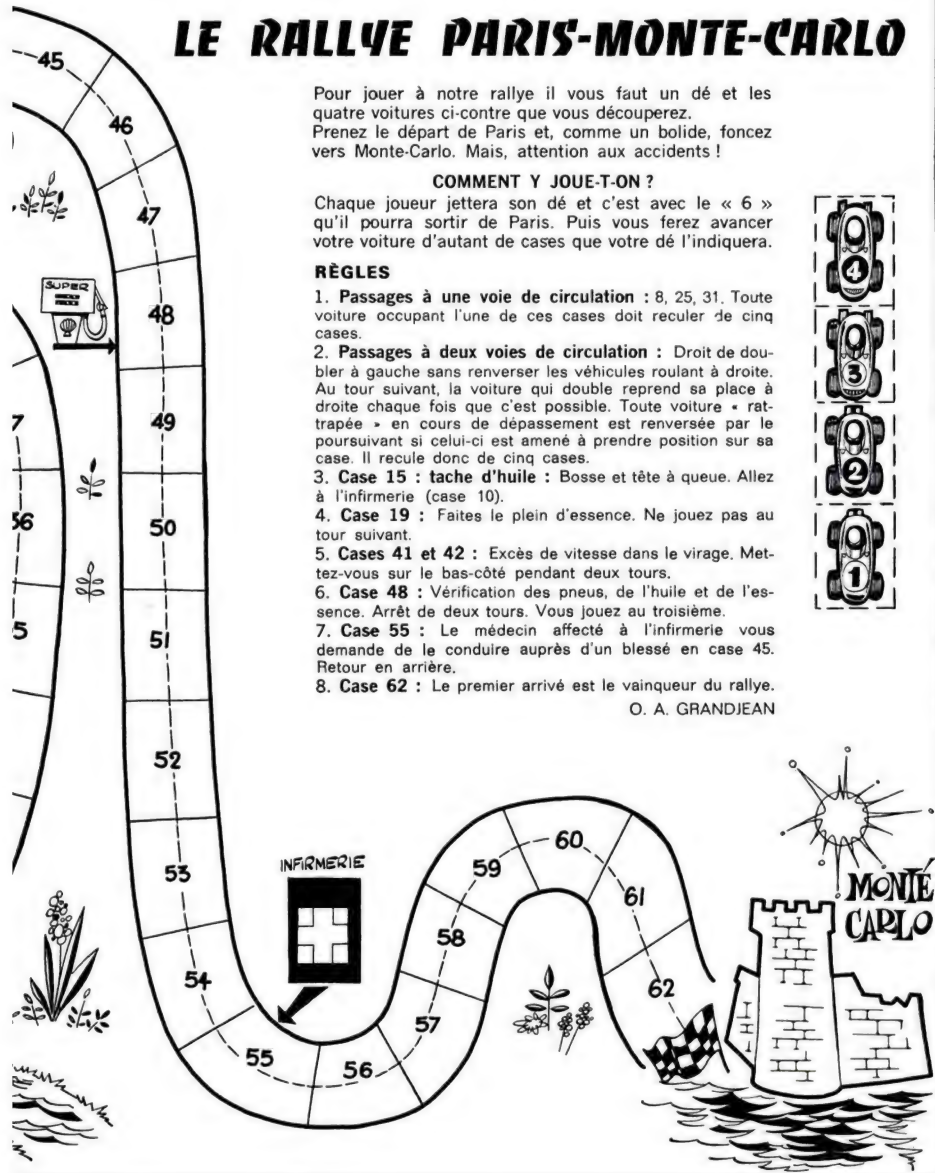 LE RALLYE PARIS-MONTE-CARLO
Pour jouer à notre rallye il vous faut un dé et les
quatre voitures ci-contre que vous découperez.
Prenez le départ de Paris et, comme un bolide, foncez
vers Monte-Carlo. Mais, attention aux accidents !
COMMENT Y JOUE-T-ON ?
Chaque joueur jettera son dé et c'est avec le « 6 »
qu'il pourra sortir de Paris. Puis vous ferez avancer
votre voiture d'autant de cases que votre dé l'indiquera.
RÈGLES
1. Passages à une voie de circulation : 8, 25, 31. Toute
voiture occupant l'une de ces cases doit reculer de cinq
cases.
2. Passages à deux voies de circulation : Droit de dou-
bler à gauche sans renverser les véhicules roulant à droite.
Au tour suivant, la voiture qui double reprend sa place à
droite chaque fois que c'est possible. Toute voiture « rat-
trapée » en cours de dépassement est renversée par le
poursuivant si celui-ci est amené à prendre position sur sa
case. Il recule donc de cinq cases.
3. Case 15 : tache d'huile : Bosse et tête à queue. Allez
à l'infirmerie (case 10).
4. Case 19 : Faites le plein d'essence. Ne jouez pas au
tour suivant.
5. Cases 41 et 42 : Excès de vitesse dans le virage. Met-
tez-vous sur le bas-côté pendant deux tours.
6. Case 48 : Vérification des pneus, de l'huile et de l'es-
sence. Arrêt de deux tours. Vous jouez au troisième.
7. Case 55 : Le médecin affecté à l'infirmerie vous
demande de le conduire auprès d'un blessé en case 45.
Retour en arrière.
8. Case 62 : Le premier arrivé est le vainqueur du rallye.
O. A. GRANDJEAN
4
3
2
1
45
46
47
SUPER
48
49
50
51
52
53
54
55
56
57
58
59
60
61
62
7
36
5
INFIRMERIE
MONTE
CARLO